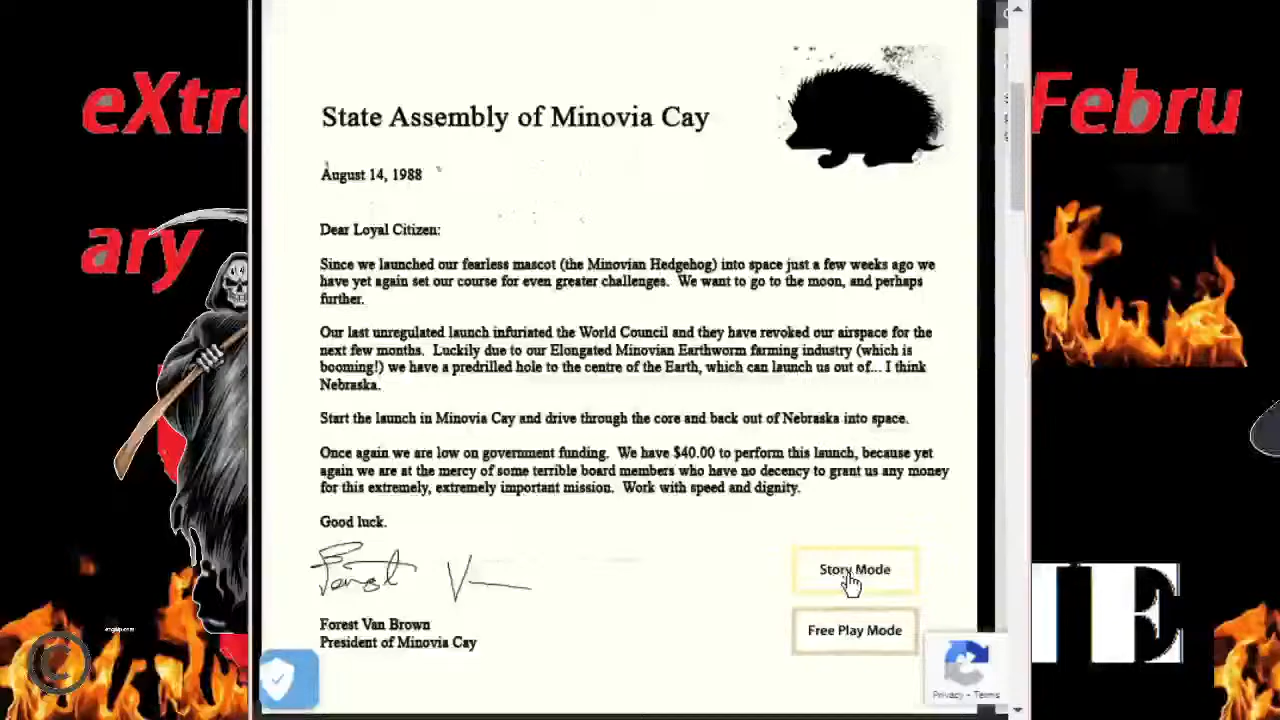 eXtre
Febru
ary
State Assembly of Minovia Cay
August 14, 1988
Dear Loyal Citizen:
Since we launched our fearless mascot (the Minovian Hedgehog) into space just a few weeks ago we
have yet again set our course for even greater challenges. We want to go to the moon, and perhaps
further.
Our last unregulated launch infuriated the World Council and they have revoked our airspace for the
next few months. Luckily due to our Elongated Minovian Earthworm farming industry (which is
booming!) we have a predrilled hole to the centre of the Earth, which can launch us out of... I think
Nebraska.
Start the launch in Minovia Cay and drive through the core and back out of Nebraska into space.
Once again we are low on government funding. We have $40.00 to perform this launch, because yet
again we are at the mercy of some terrible board members who have no decency to grant us any money
for this extremely, extremely important mission. Work with speed and dignity.
Good luck.
Forest Van Brown
President of Minovia Cay
Story Mode
Free Play Mode
Privacy - Terms
©
E